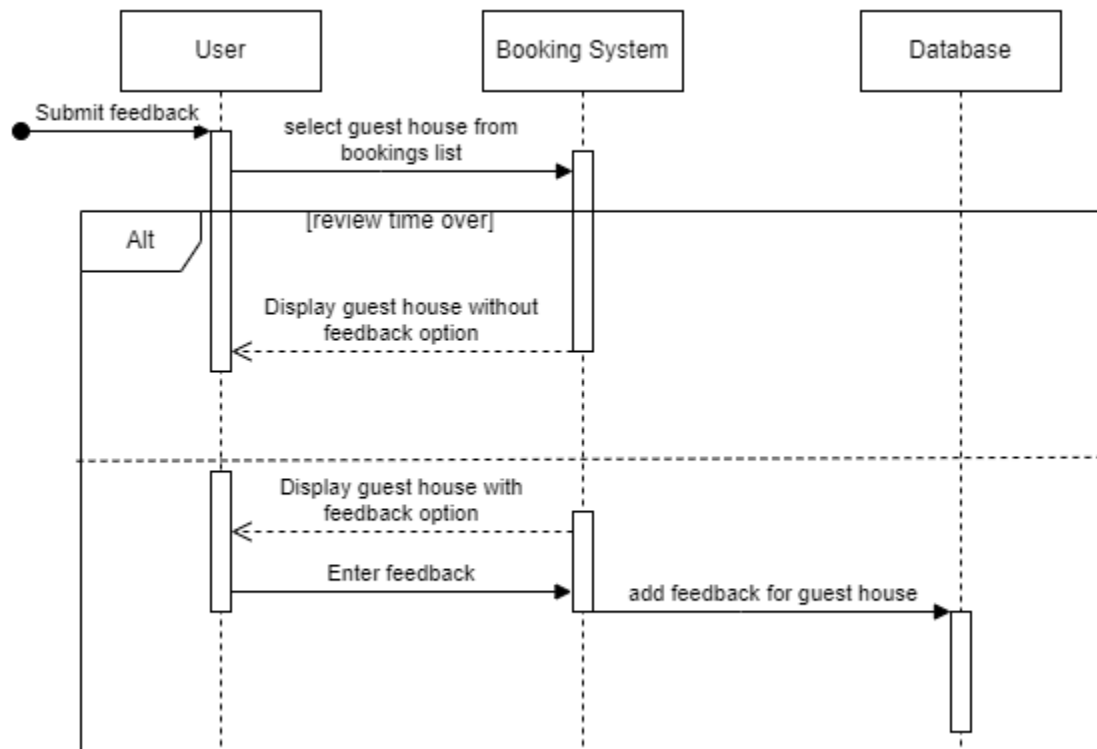 User
Booking System
Database
Submit feedback
select guest house from
bookings list
[review time over]
Alt
Display guest house without
feedback option
Display guest house with
feedback option
Enter feedback
add feedback for guest house